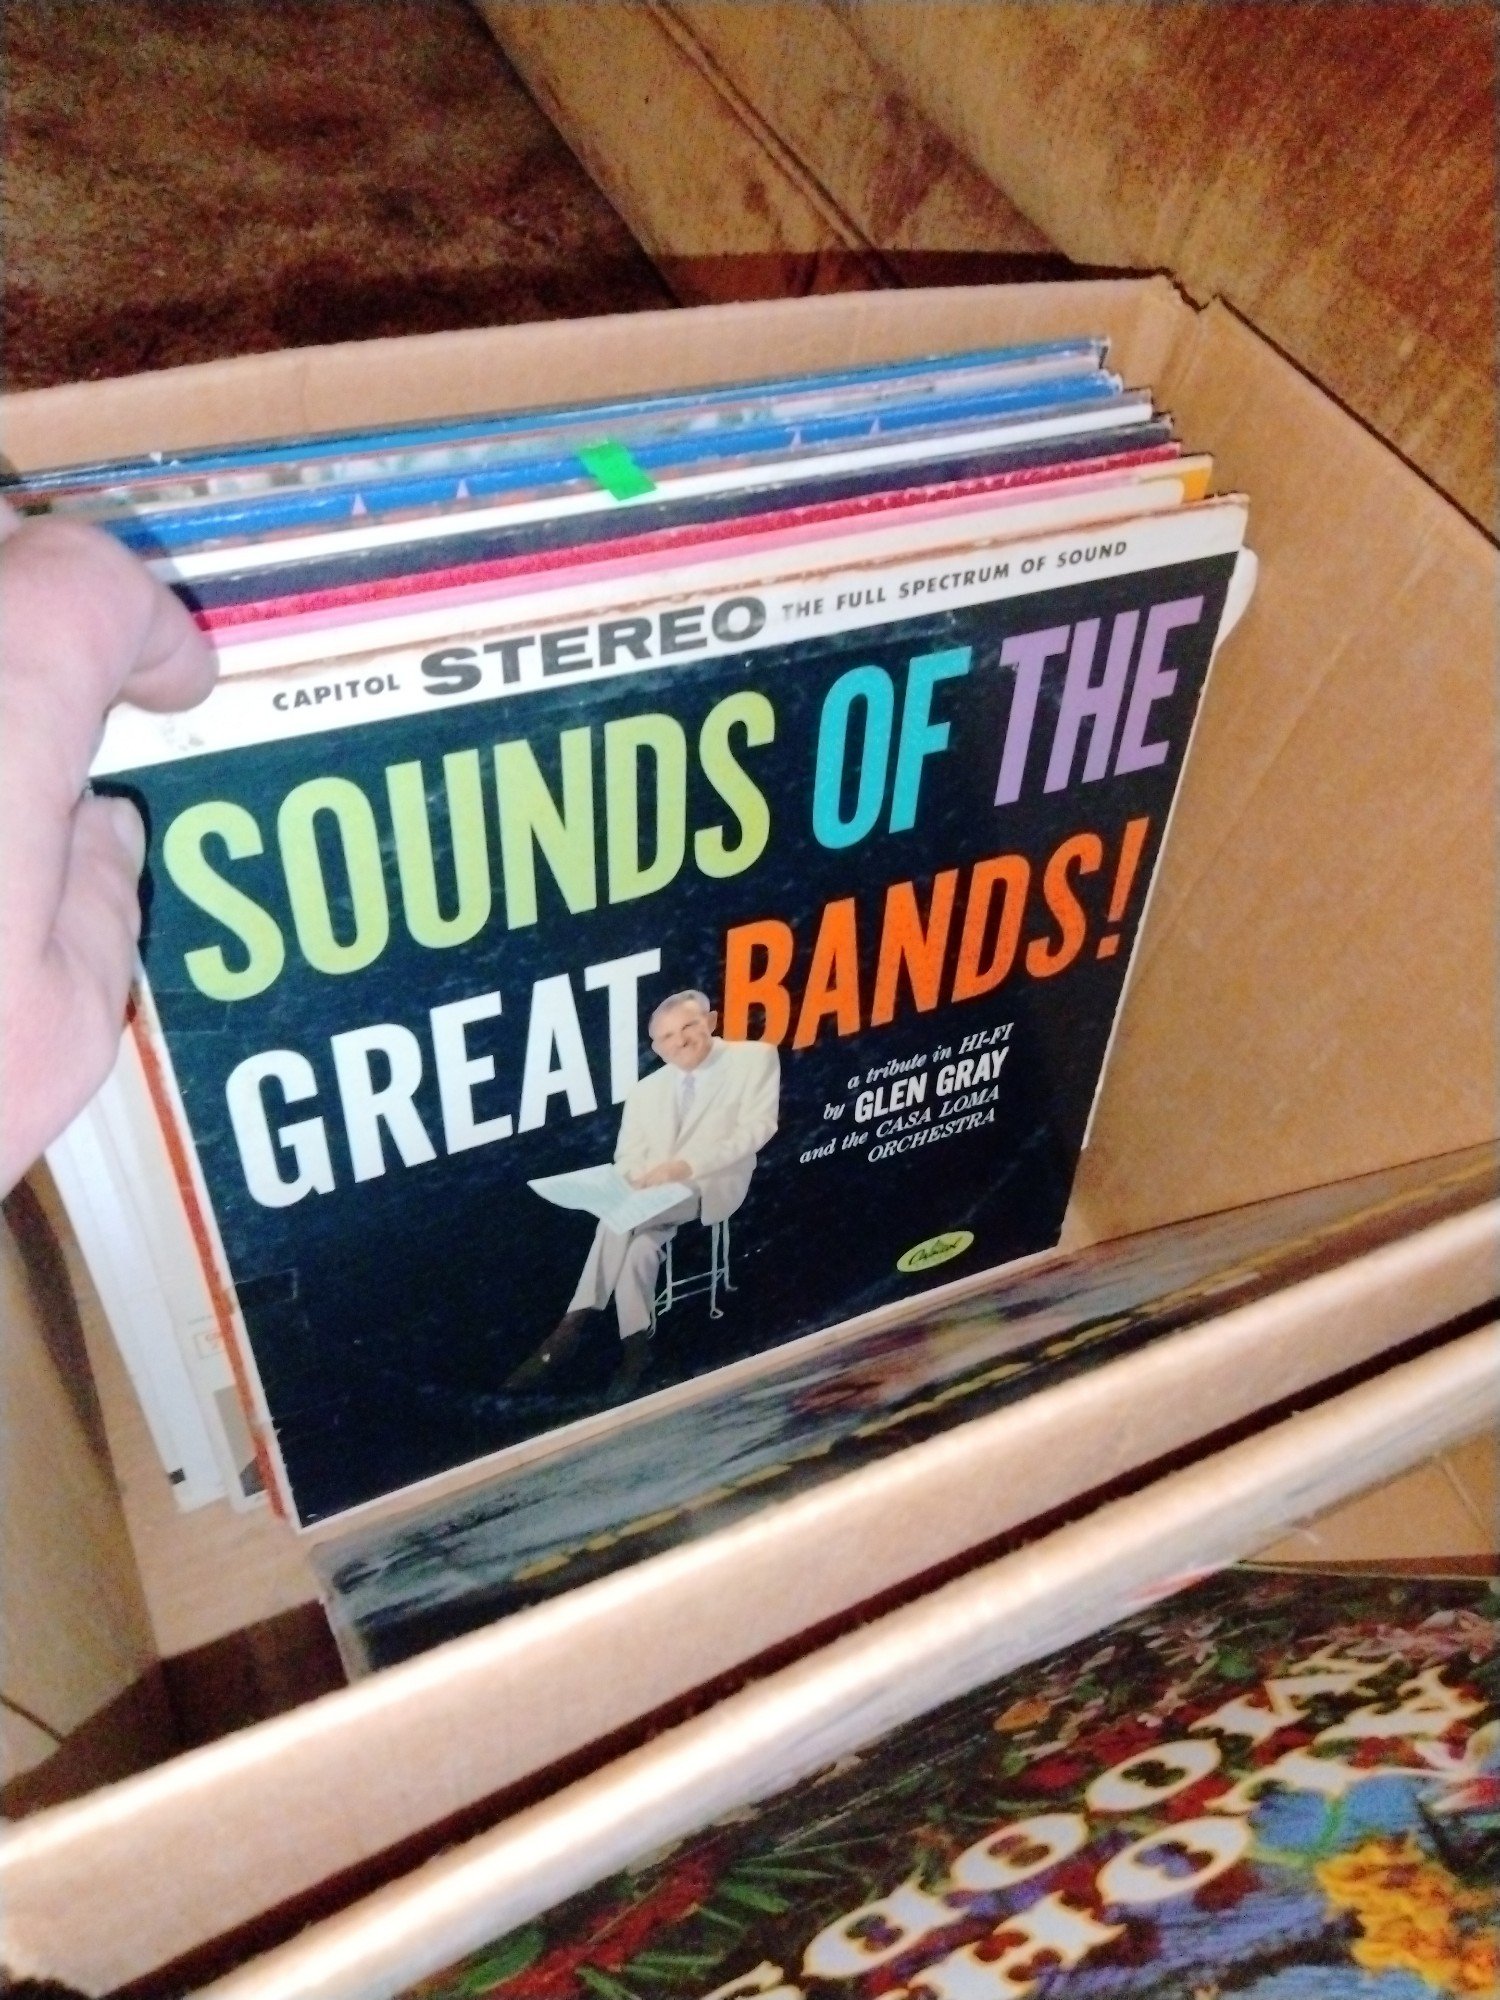 CAPITOL STEREO THE FULL SPECTRUM OF SOUND
SOUNDS OF THE
GREAT BANDS!
a tribute in HI-FI
by GLEN GRAY
and the CASA LOMA
ORCHESTRA
Capitol